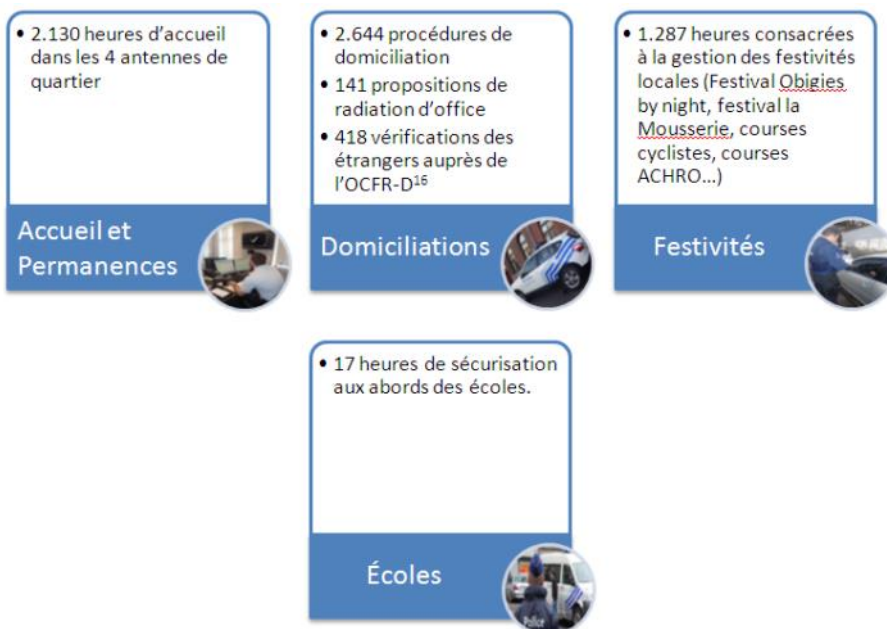 • 2.130 heures d'accueil
dans les 4 antennes de
quartier
Accueil et
Permanences
• 2.644 procédures de
domiciliation
• 141 propositions de
radiation d'office
• 418 vérifications des
étrangers auprès de
l'OCFR-D16
Domiciliations
• 1.287 heures consacrées
à la gestion des festivités
locales (Festival Obigies
by night, festival la
Mousserie, courses
cyclistes, courses
ACHRO...)
Festivités
• 17 heures de sécurisation
aux abords des écoles.
Écoles
Police